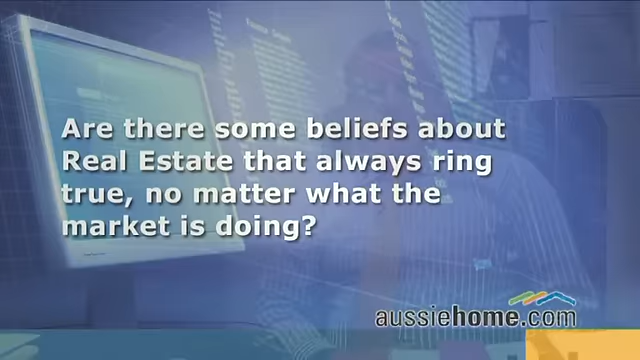 Are there some beliefs about
Real Estate that always ring
true, no matter what the
market is doing?
aussiehome.com